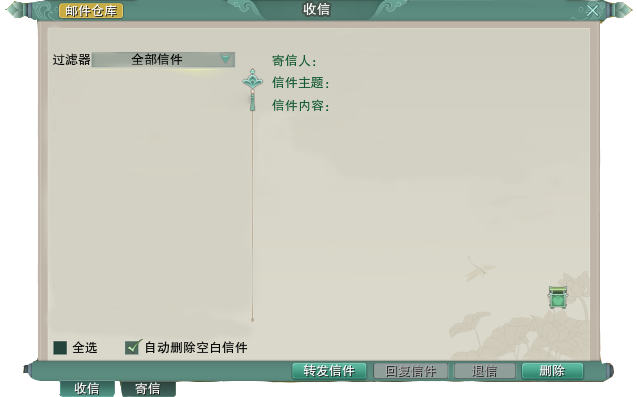 邮件仓库
收信
过滤器 全部信件
寄信人：
信件主题：
信件内容：
全选 自动删除空白信件
转发信件 回复信件 退信 删除
收信 寄信